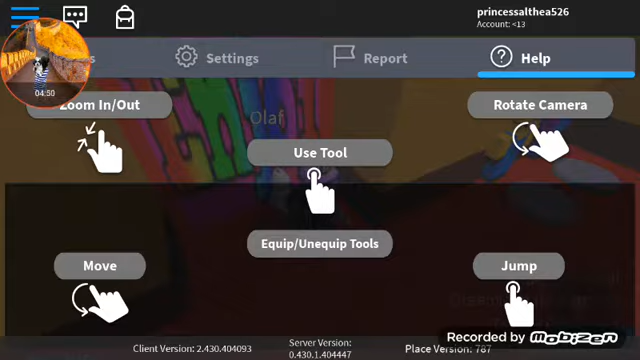 princessalthea526
Account: <13
Settings
Report
Help
04:50
Zoom In/Out
Rotate Camera
Olaf
Use Tool
Equip/Unequip Tools
Move
Jump
Recorded by MOBIZEN
Client Version: 2.430.404093
Server Version:
0.430.1.404447
Place Version: 787